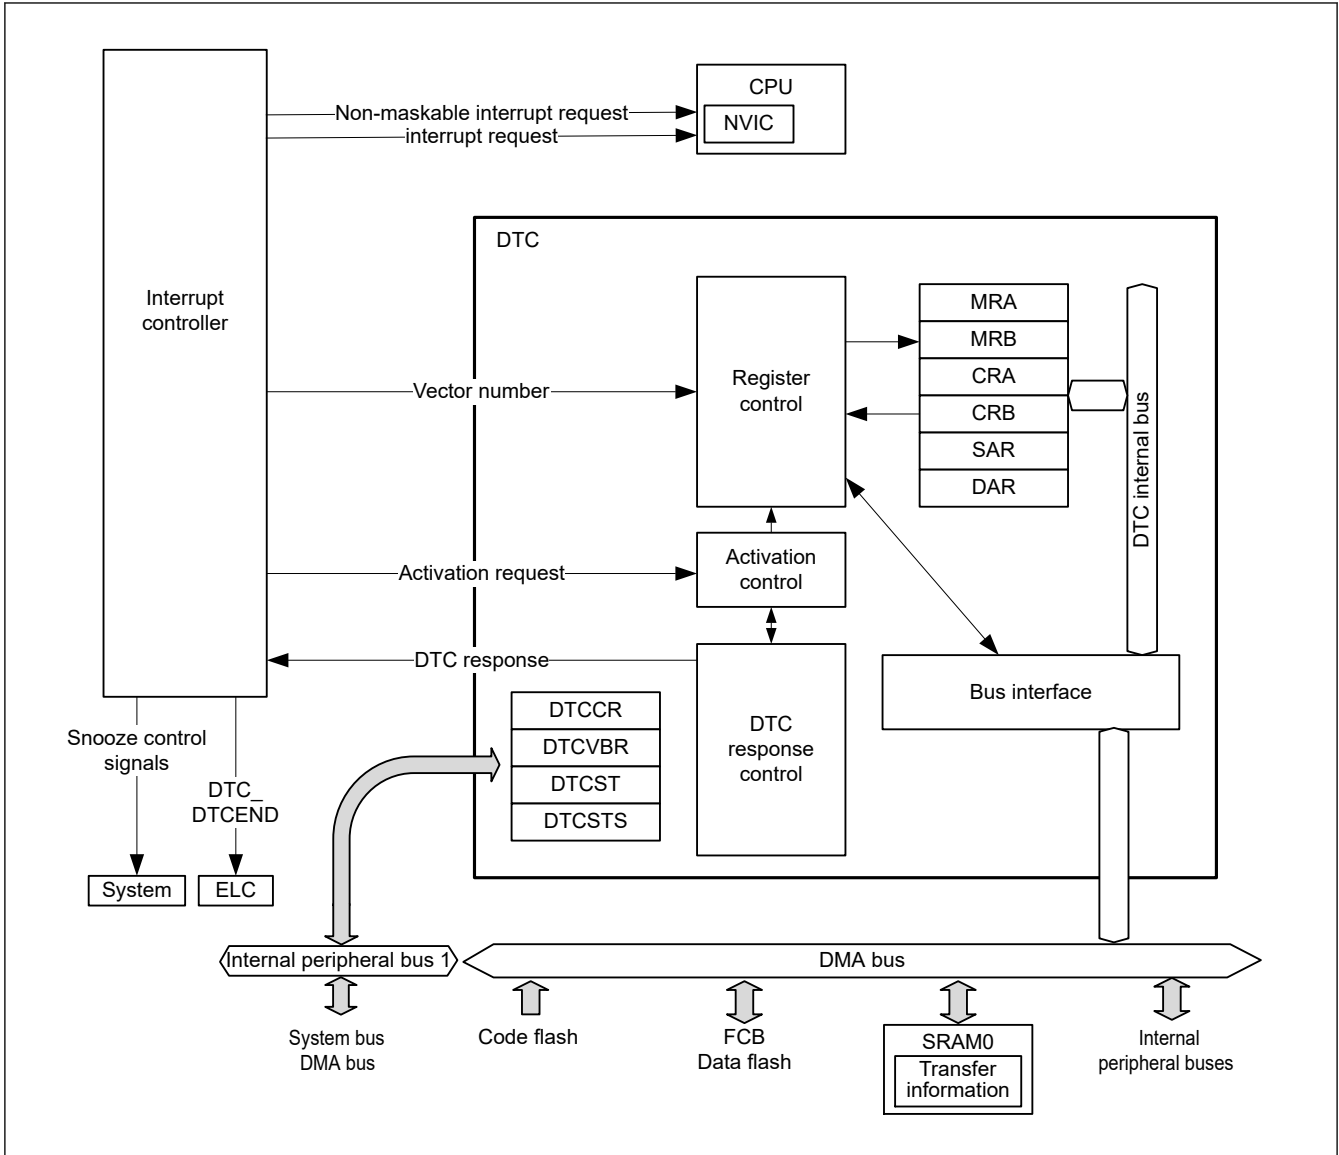 CPU
NVIC
Non-maskable interrupt request
interrupt request
Interrupt
controller
DTC
Vector number
Activation request
DTC response
Register
control
MRA
MRB
CRA
CRB
SAR
DAR
DTC internal bus
Activation
control
DTC
response
control
Bus interface
DTCCR
DTCVBR
DTCST
DTCSTS
Snooze control
signals
DTC_
DTCEND
System
ELC
Internal peripheral bus 1
DMA bus
System bus
DMA bus
Code flash
FCB
Data flash
SRAM0
Transfer
information
Internal
peripheral buses